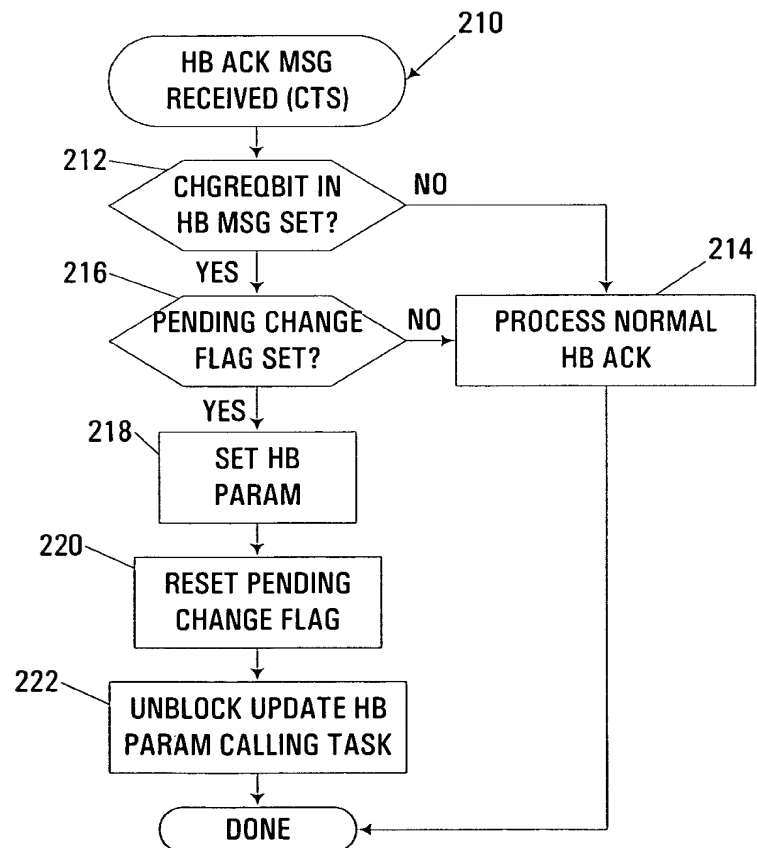 210
HB ACK MSG
RECEIVED (CTS)
212
CHGREQBIT IN
HB MSG SET?
NO
YES
214
216
PENDING CHANGE
FLAG SET?
NO
PROCESS NORMAL
HB ACK
YES
218
SET HB
PARAM
220
RESET PENDING
CHANGE FLAG
222
UNBLOCK UPDATE HB
PARAM CALLING TASK
DONE